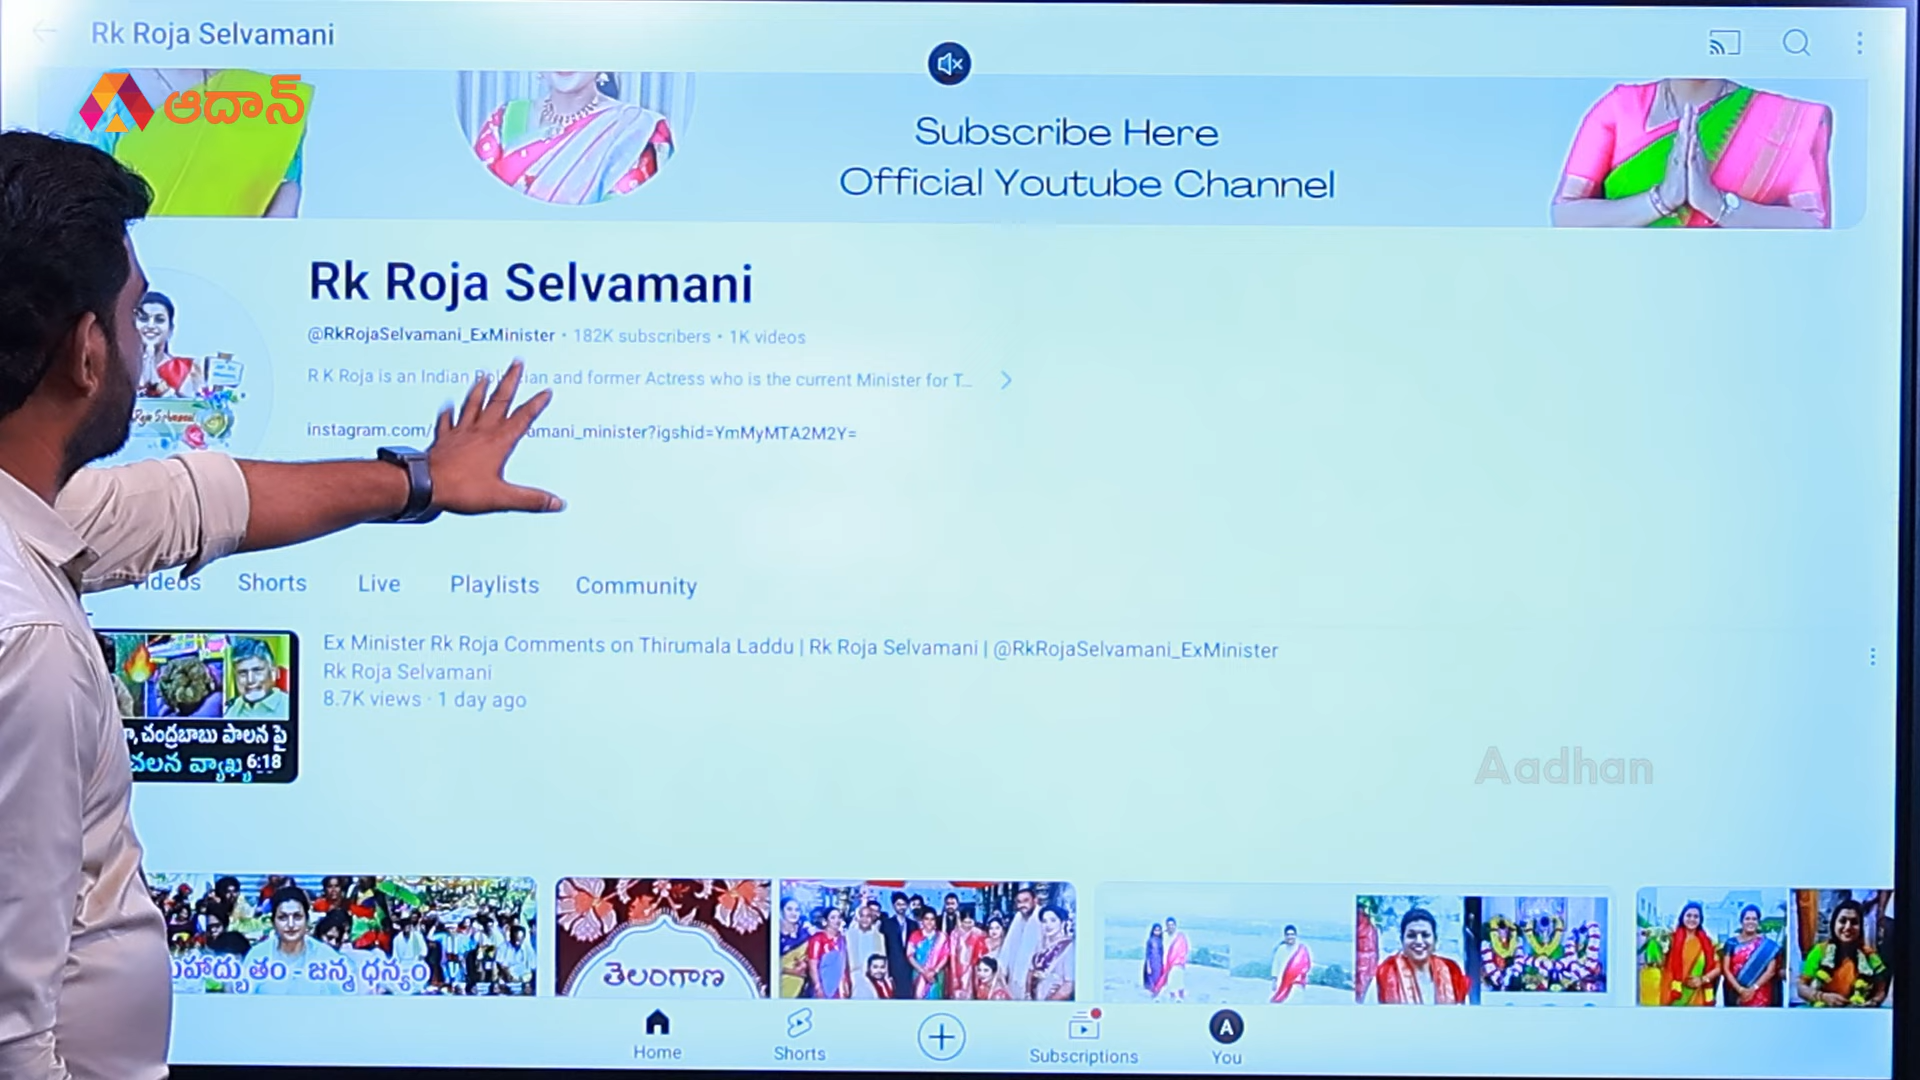 Rk Roja Selvamani
ఆదాన్
Subscribe Here
Official Youtube Channel
Rk Roja Selvamani
@RkRojaSelvamani_ExMinister · 182K subscribers · 1K videos
R K Roja is an Indian and former Actress who is the current Minister for T...
instagram.com/ amani_minister?igshid=YmMyMTA2M2Y=
Shorts Live Playlists Community
Ex Minister Rk Roja Comments on Thirumala Laddu | Rk Roja Selvamani | @RkRojaSelvamani_ExMinister
Rk Roja Selvamani
8.7K views · 1 day ago
చంద్రబాబు పాలన పై
6:18
Aadhan
జన్మ ధన్యం
తెలంగాణ
Home Shorts Subscriptions You
A